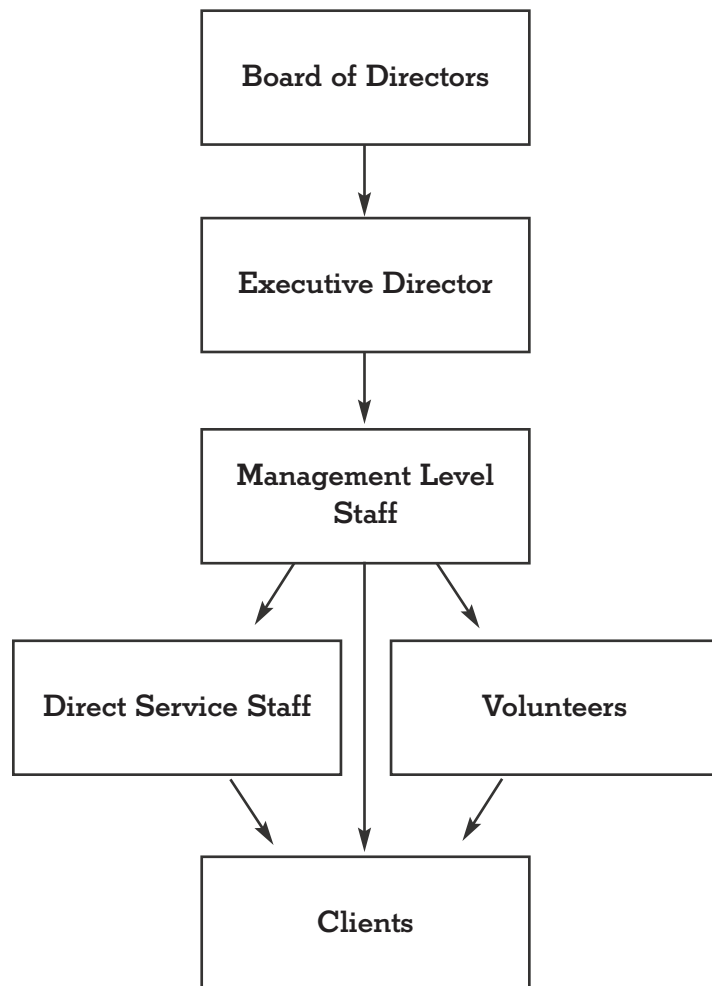 Board of Directors
Executive Director
Management Level
Staff
Direct Service Staff
Volunteers
Clients